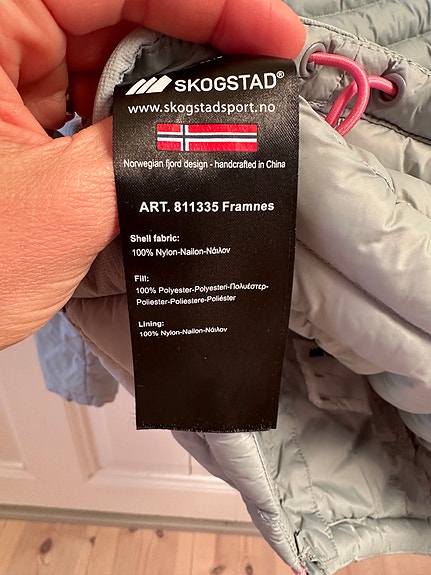 SKOGSTAD®
www.skogstadsport.no
Norwegian fjord design - handcrafted in China
ART. 811335 Framnes
Shell fabric:
100% Nylon-Nailon-Νάιλον
Fill:
100% Polyester-Polyesteri-Πολυέστερ-
Poliester-Poliestere-Poliéster
Lining:
100% Nylon-Nailon-Νάιλον